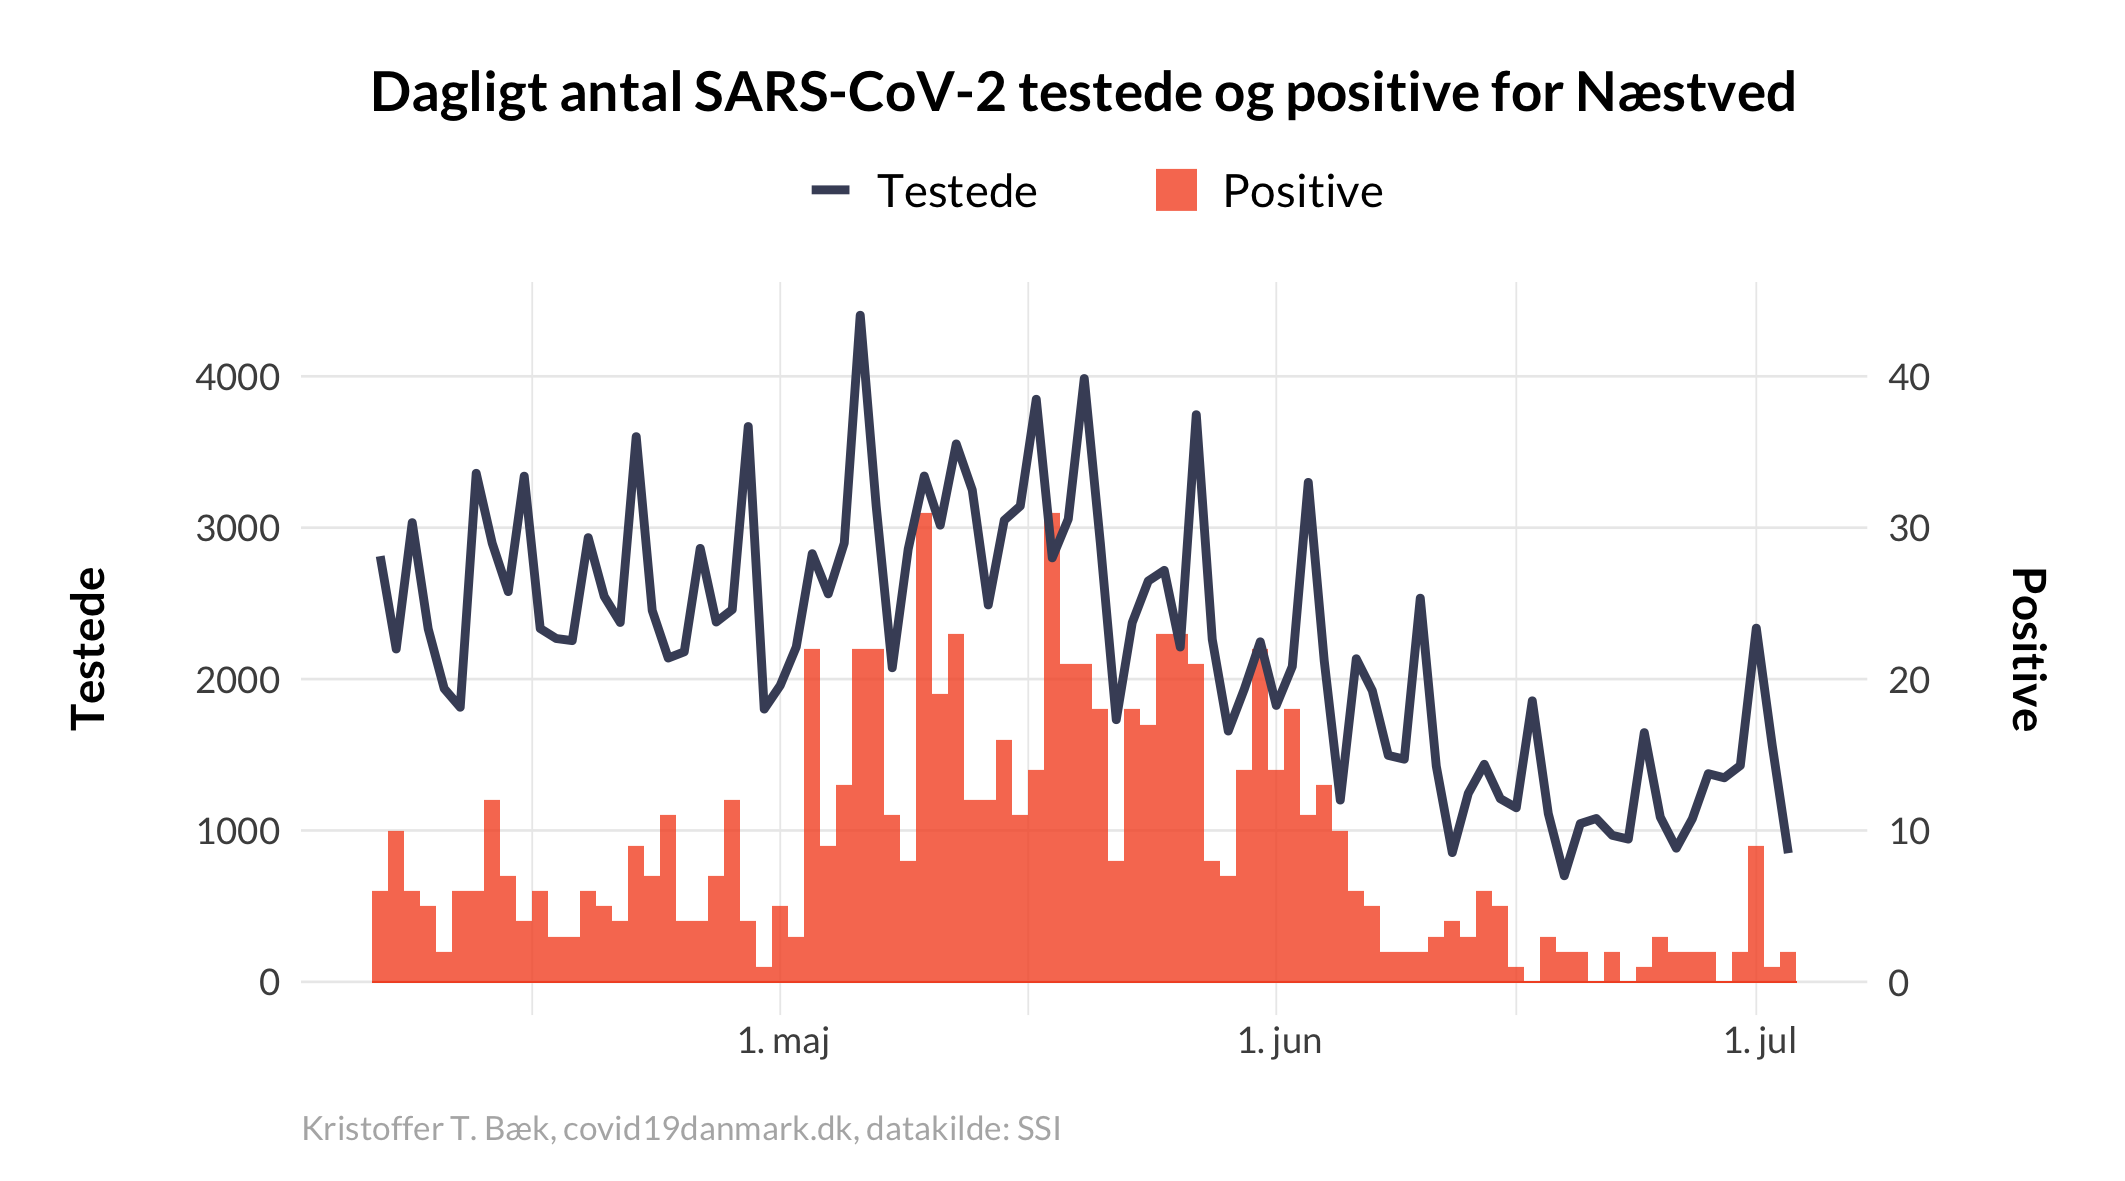 Dagligt antal SARS-CoV-2 testede og positive for Næstved
Testede
Positive
4000
3000
2000
1000
0
Testede
40
30
20
10
0
Positive
1. maj
1. jun
1. jul
Kristoffer T. Bæk, covid19danmark.dk, datakilde: SSI